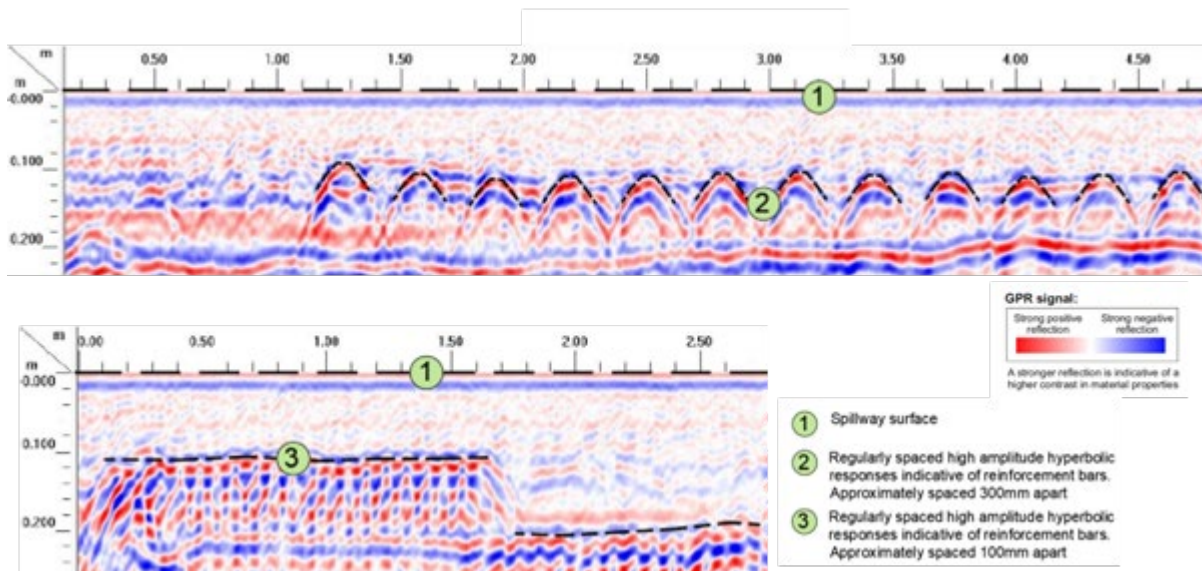 m
0.50 1.00 1.50 2.00 2.50 3.00 3.50 4.00 4.50
m
-0.000
1
0.100
2
0.200
m
0.00 0.50 1.00 1.50 2.00 2.50
m
-0.000
1
0.100
3
0.200
GPR signal:
Strong positive reflection
Strong negative reflection
A stronger reflection is indicative of a
higher contrast in material properties
1 Spillway surface
2 Regularly spaced high amplitude hyperbolic
responses indicative of reinforcement bars.
Approximately spaced 300mm apart
3 Regularly spaced high amplitude hyperbolic
responses indicative of reinforcement bars.
Approximately spaced 100mm apart